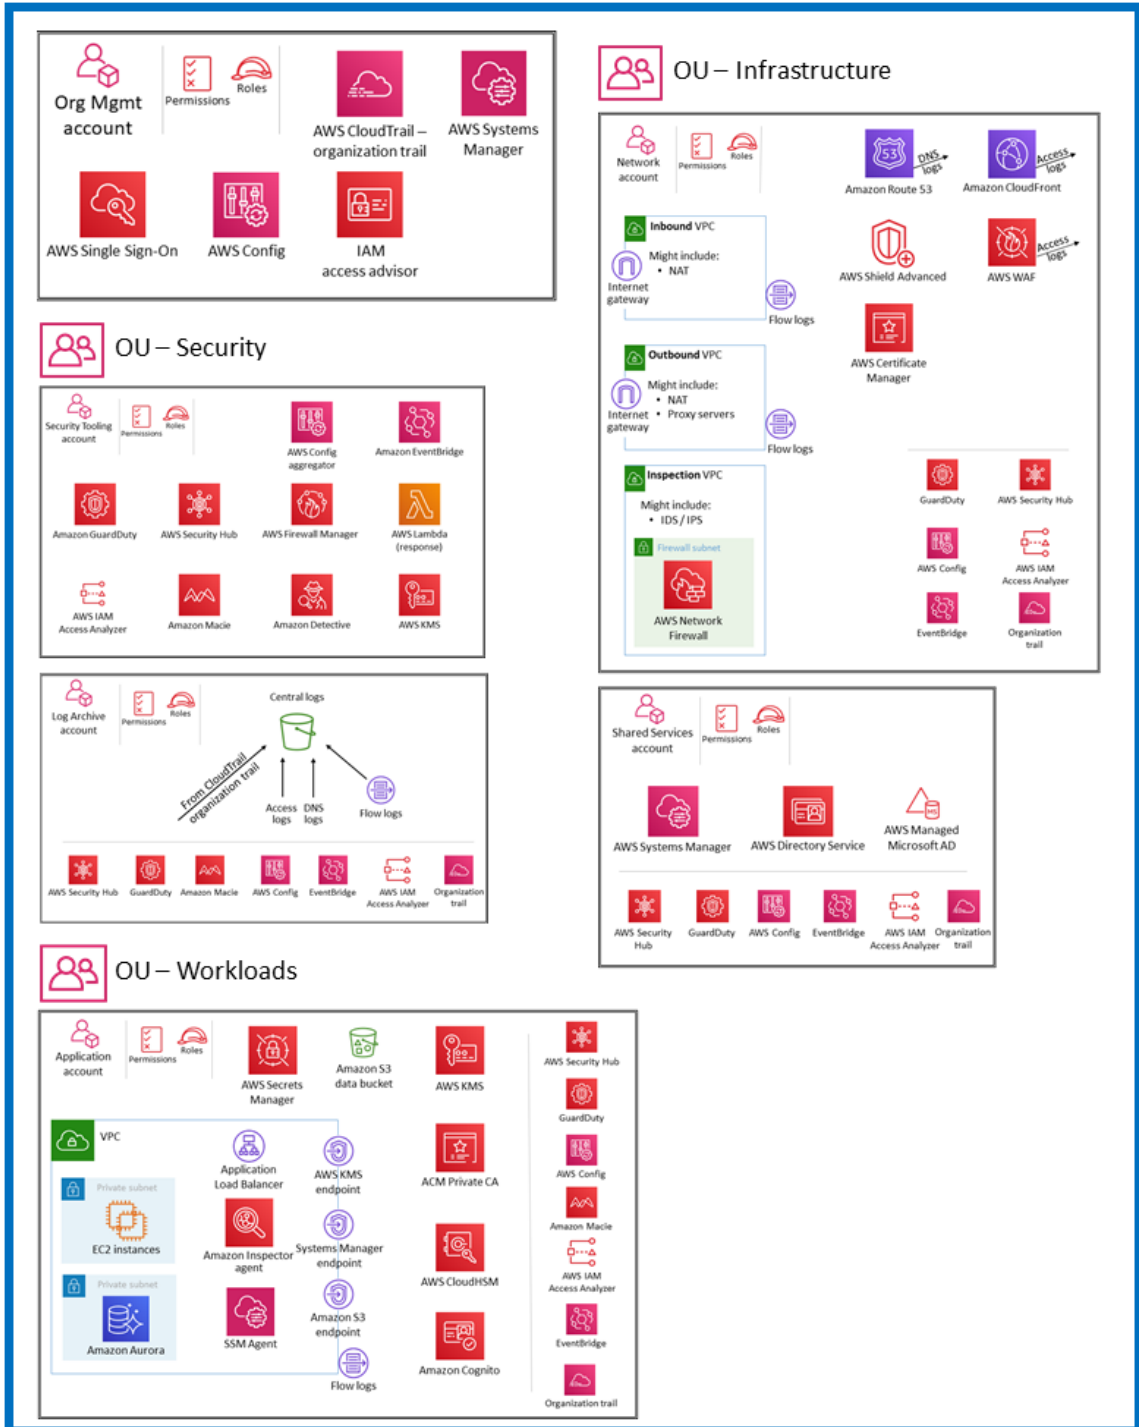 Org Mgmt
account
Permissions
Roles
AWS CloudTrail –
organization trail
AWS Systems
Manager
AWS Single Sign-On
AWS Config
IAM
access advisor
OU – Security
Security Tooling
account
Permissions
Roles
AWS Config
aggregator
Amazon EventBridge
Amazon GuardDuty
AWS Security Hub
AWS Firewall Manager
AWS Lambda
(response)
AWS IAM
Access Analyzer
Amazon Macie
Amazon Detective
AWS KMS
Log Archive
account
Permissions
Roles
Central logs
From CloudTrail
organization trail
Access
logs
DNS
logs
Flow logs
AWS Security Hub
GuardDuty
Amazon Macie
AWS Config
EventBridge
AWS IAM
Access Analyzer
Organization
trail
OU – Infrastructure
Network
account
Permissions
Roles
53
Amazon Route 53
DNS
logs
Amazon CloudFront
Access
logs
Inbound VPC
Might include:
• NAT
Internet
gateway
Flow logs
AWS Shield Advanced
AWS WAF
Access
logs
AWS Certificate
Manager
Outbound VPC
Might include:
• NAT
• Proxy servers
Internet
gateway
Flow logs
Inspection VPC
Might include:
• IDS / IPS
Firewall subnet
AWS Network
Firewall
GuardDuty
AWS Security Hub
AWS Config
AWS IAM
Access Analyzer
EventBridge
Organization
trail
Shared Services
account
Permissions
Roles
AWS Systems Manager
AWS Directory Service
MS
AWS Managed
Microsoft AD
AWS Security
Hub
GuardDuty
AWS Config
EventBridge
AWS IAM
Access Analyzer
Organization
trail
OU – Workloads
Application
account
Permissions
Roles
AWS Secrets
Manager
Amazon S3
data bucket
AWS KMS
VPC
Private subnet
EC2 instances
Private subnet
Amazon Aurora
Application
Load Balancer
Amazon Inspector
agent
SSM Agent
AWS KMS
endpoint
Systems Manager
endpoint
Amazon S3
endpoint
Flow logs
ACM Private CA
AWS CloudHSM
Amazon Cognito
AWS Security Hub
GuardDuty
AWS Config
Amazon Macie
AWS IAM
Access Analyzer
EventBridge
Organization trail